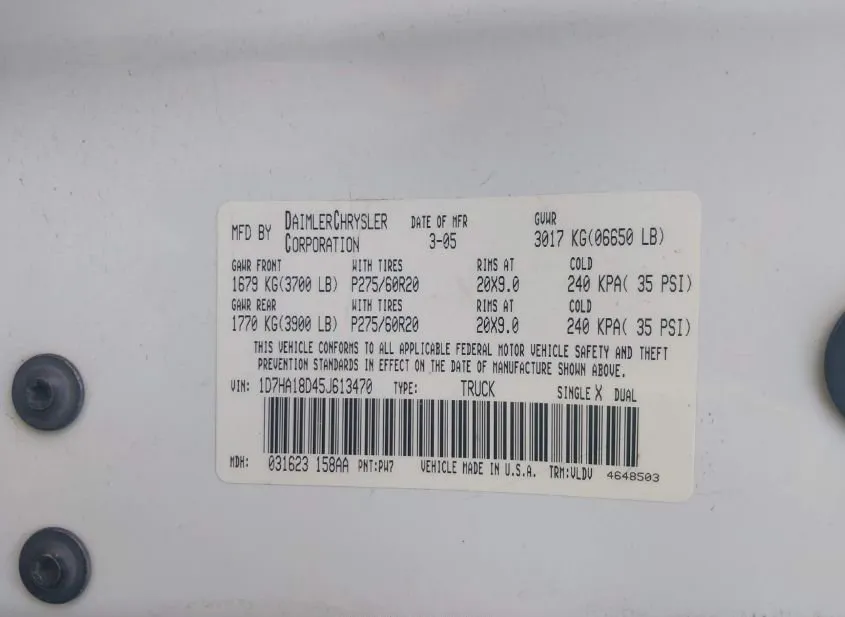 MFD BY DAIMLERCHRYSLER CORPORATION DATE OF MFR 3-05 GVWR 3017 KG(06650 LB)
GAWR FRONT WITH TIRES RIMS AT COLD
1679 KG(3700 LB) P275/60R20 20X9.0 240 KPA( 35 PSI)
GAWR REAR WITH TIRES RIMS AT COLD
1770 KG(3900 LB) P275/60R20 20X9.0 240 KPA( 35 PSI)
THIS VEHICLE CONFORMS TO ALL APPLICABLE FEDERAL MOTOR VEHICLE SAFETY AND THEFT
PREVENTION STANDARDS IN EFFECT ON THE DATE OF MANUFACTURE SHOWN ABOVE.
VIN: 1D7HA18D45J613470 TYPE: TRUCK SINGLE X DUAL
MDH: 031623 158AA PNT:PW7 VEHICLE MADE IN U.S.A. TRM:VLDV 4648503